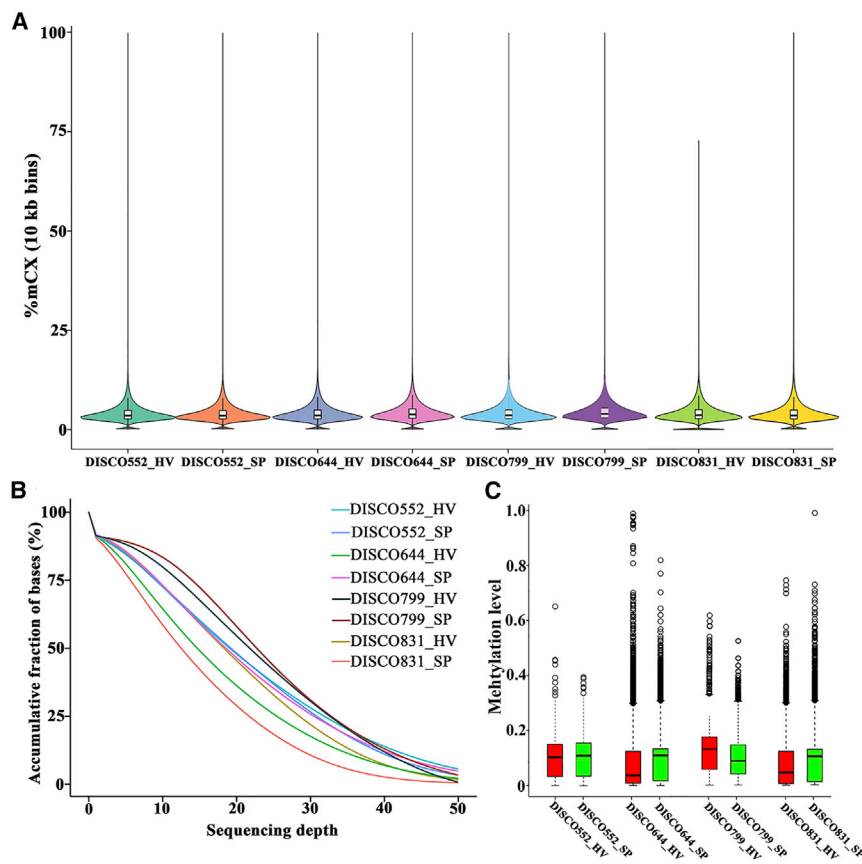 A
%mCX (10 kb bins)
100
75
50
25
0
DISCO552_HV DISCO552_SP DISCO644_HV DISCO644_SP DISCO799_HV DISCO799_SP DISCO831_HV DISCO831_SP
B
Accumulative fraction of bases (%)
100
75
50
25
0
0 10 20 30 40 50
Sequencing depth
DISCO552_HV
DISCO552_SP
DISCO644_HV
DISCO644_SP
DISCO799_HV
DISCO799_SP
DISCO831_HV
DISCO831_SP
C
Mehtylation level
1.0
0.8
0.6
0.4
0.2
0
DISCO552_HV
DISCO552_SP
DISCO644_HV
DISCO644_SP
DISCO799_HV
DISCO799_SP
DISCO831_HV
DISCO831_SP